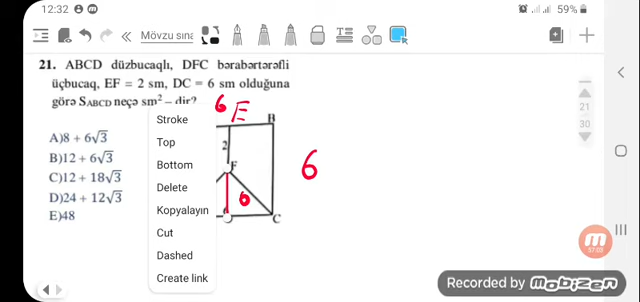 12:32
59%
Mövzu sına
21. ABCD düzbucaqlı, DFC bərabərtərəfli
üçbucaq, EF = 2 sm, DC = 6 sm olduğuna
görə SABCD neçə sm² – dir?
A)8 + 6√3
B)12 + 6√3
C)12 + 18√3
D)24 + 12√3
E)48
Stroke
Top
Bottom
Delete
Kopyalayın
Cut
Dashed
Create link
6 E
B
2
F
6
6
C
21
30
Recorded by mobizen